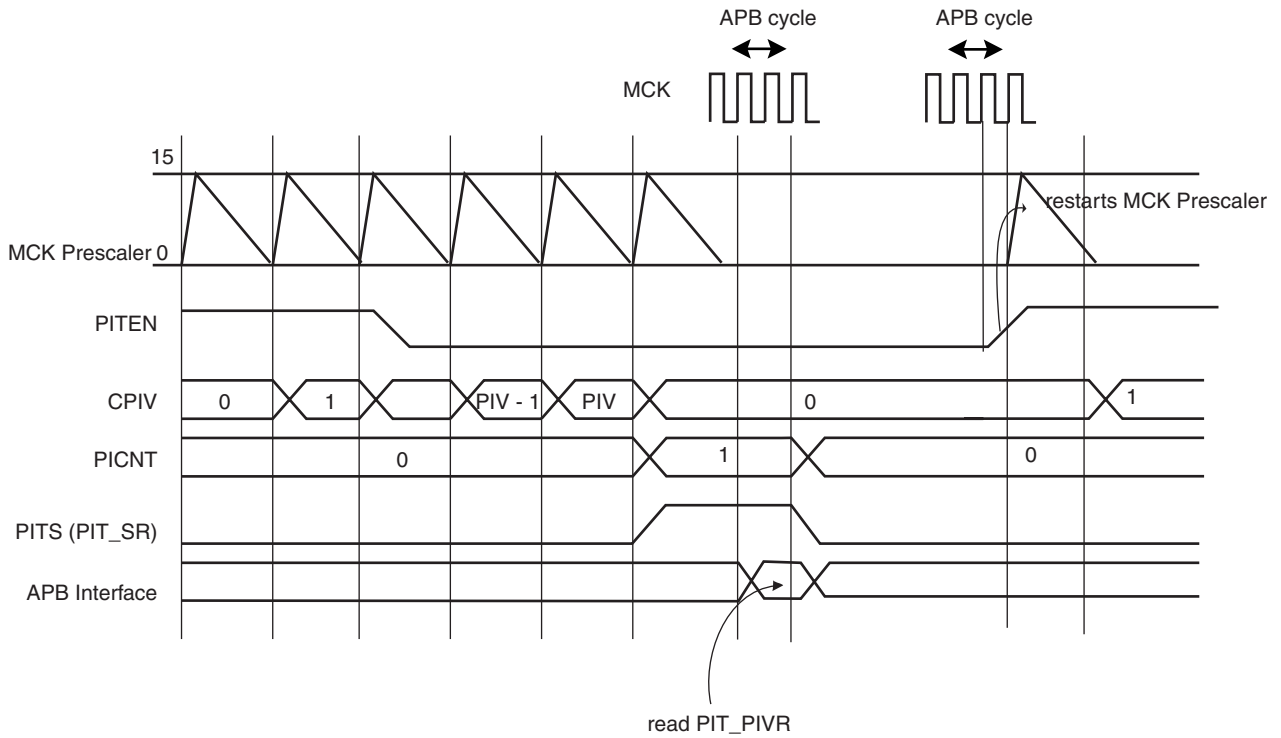 APB cycle APB cycle
MCK
15
restarts MCK Prescaler
MCK Prescaler 0
PITEN
CPIV 0 1 PIV - 1 PIV 0 1
PICNT 0 1 0
PITS (PIT_SR)
APB Interface
read PIT_PIVR